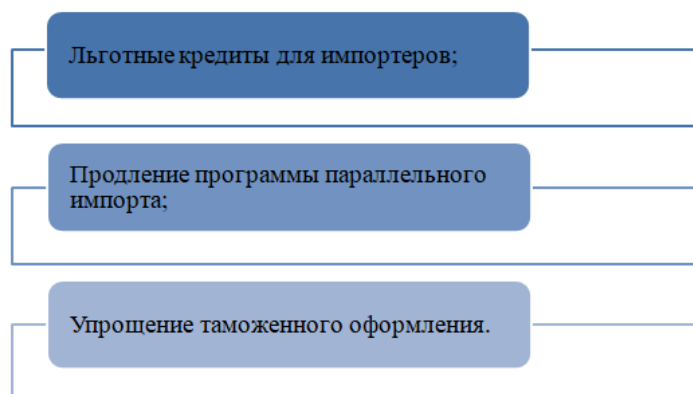 Льготные кредиты для импортеров;
Продление программы параллельного
импорта;
Упрощение таможенного оформления.